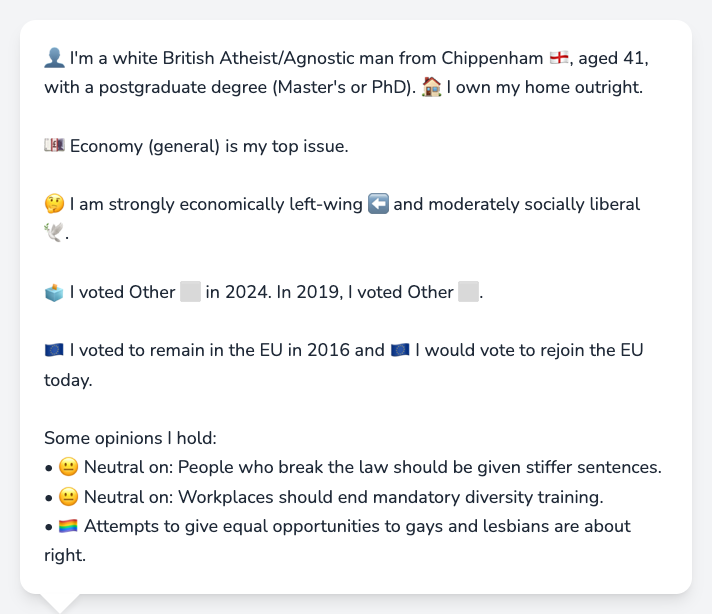 👤 I'm a white British Atheist/Agnostic man from Chippenham 🏴󠁧󠁢󠁥󠁮󠁧󠁿, aged 41,
with a postgraduate degree (Master's or PhD). 🏠 I own my home outright.
💷 Economy (general) is my top issue.
🤔 I am strongly economically left-wing ⬅️ and moderately socially liberal
🕊️.
🗳️ I voted Other ⬜ in 2024. In 2019, I voted Other ⬜.
🇪🇺 I voted to remain in the EU in 2016 and 🇪🇺 I would vote to rejoin the EU
today.
Some opinions I hold:
• 😐 Neutral on: People who break the law should be given stiffer sentences.
• 😐 Neutral on: Workplaces should end mandatory diversity training.
• 🏳️‍🌈 Attempts to give equal opportunities to gays and lesbians are about
right.